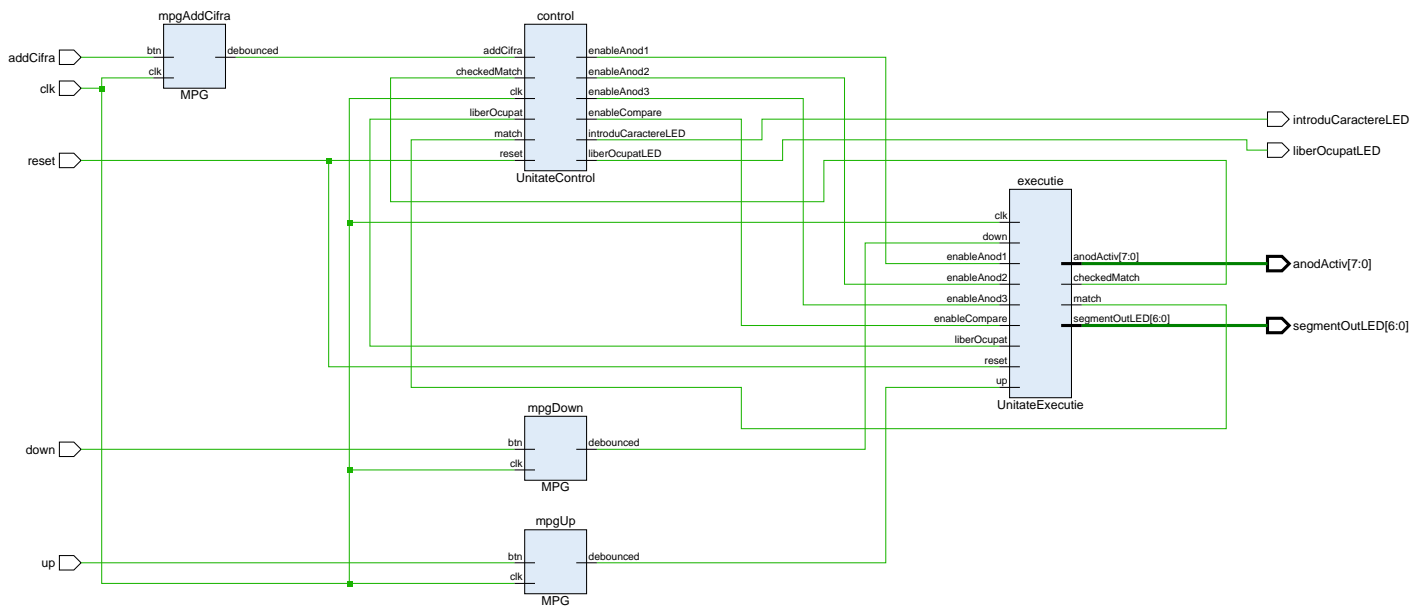 mpgAddCifra
btn
clk
debounced
MPG
addCifra
clk
reset
down
up
control
addCifra
checkedMatch
clk
liberOcupat
match
reset
enableAnod1
enableAnod2
enableAnod3
enableCompare
introduCaractereLED
liberOcupatLED
UnitateControl
executie
clk
down
enableAnod1
enableAnod2
enableAnod3
enableCompare
liberOcupat
reset
up
anodActiv[7:0]
checkedMatch
match
segmentOutLED[6:0]
UnitateExecutie
mpgDown
btn
clk
debounced
MPG
mpgUp
btn
clk
debounced
MPG
introduCaractereLED
liberOcupatLED
anodActiv[7:0]
segmentOutLED[6:0]